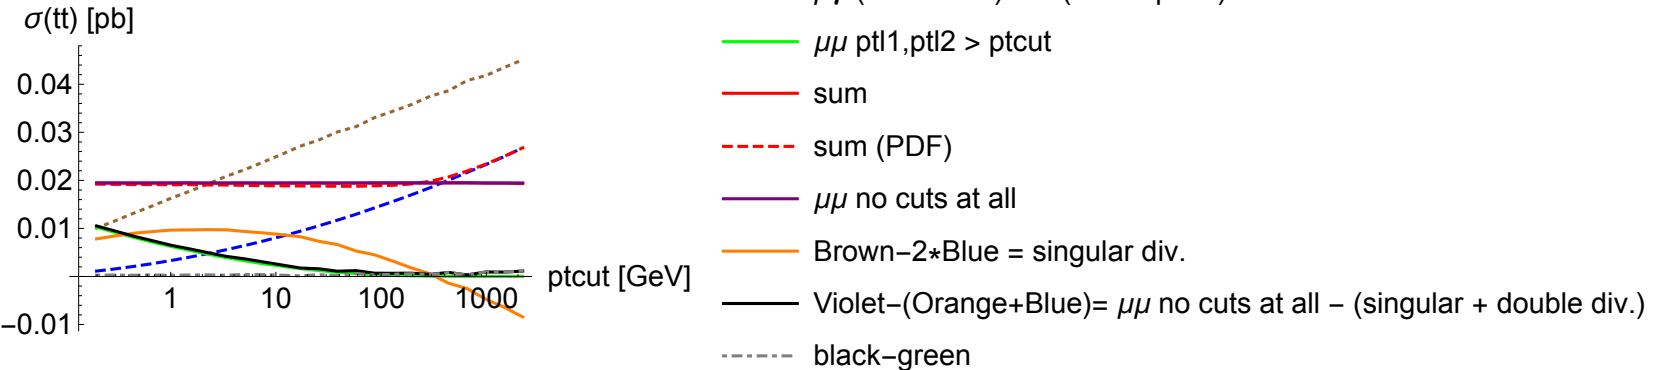 σ(tt) [pb]
0.04
0.03
0.02
0.01
−0.01
1
10
100
1000
ptcut [GeV]
μμ ptl1,ptl2 > ptcut
sum
sum (PDF)
μμ no cuts at all
Brown−2*Blue = singular div.
Violet−(Orange+Blue)= μμ no cuts at all − (singular + double div.)
black−green